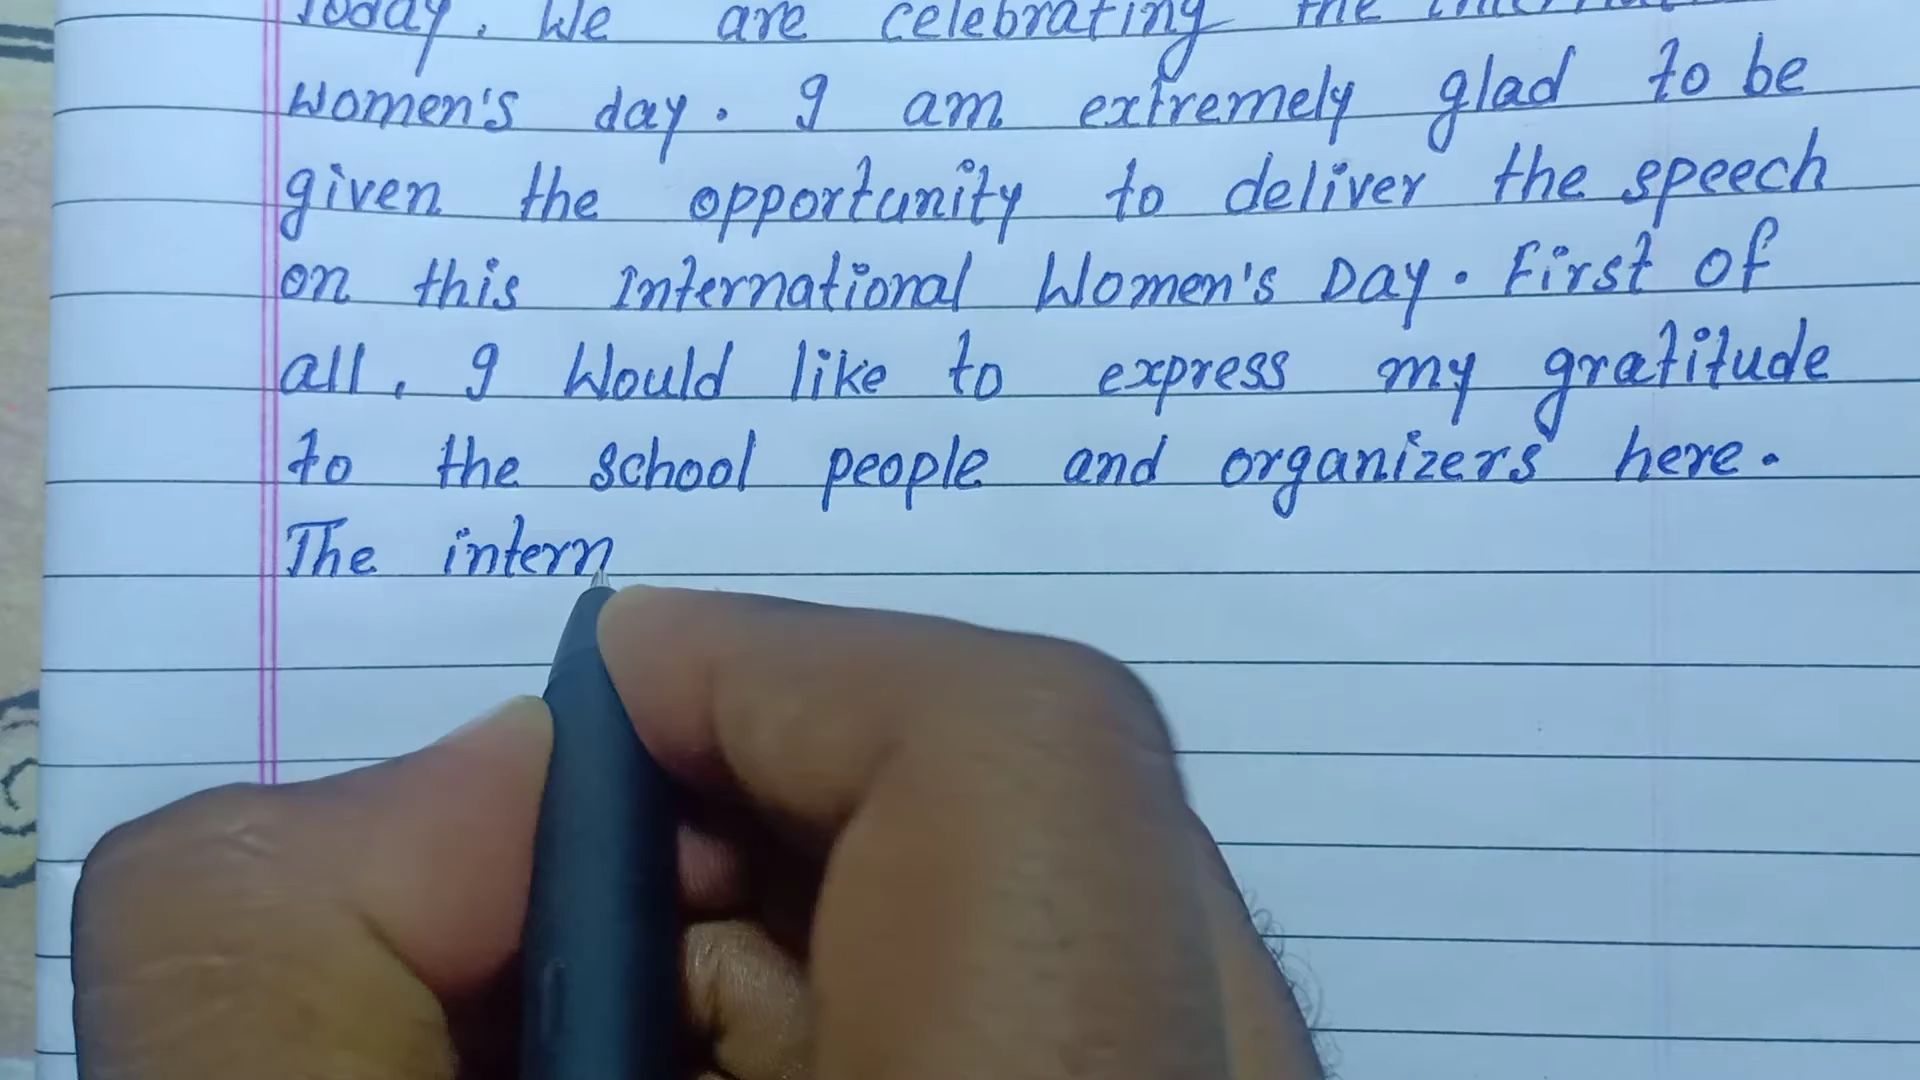 Today, We are celebrating the
Women's day. I am extremely glad to be
given the opportunity to deliver the speech
on this International Women's Day. First of
all, I Would like to express my gratitude
to the school people and organizers here.
The intern